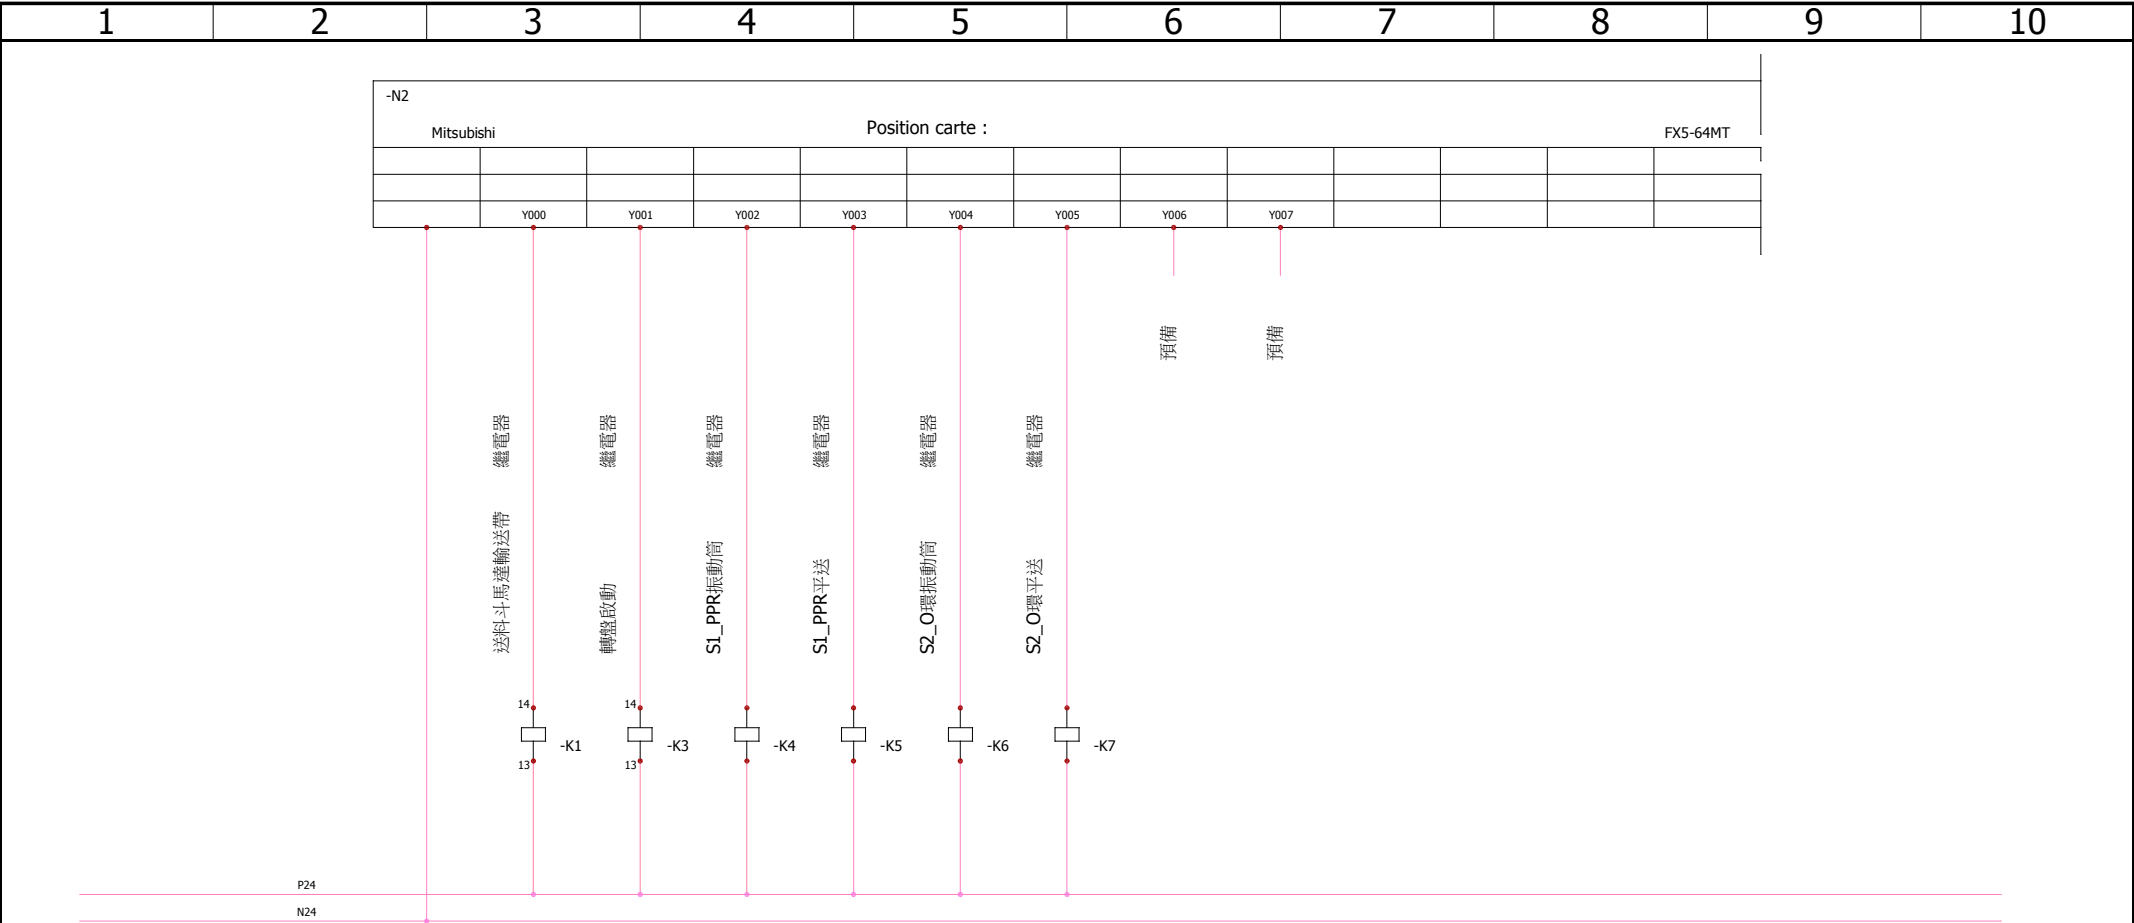 1 2 3 4 5 6 7 8 9 10
-N2
Mitsubishi Position carte : FX5-64MT
Y000 Y001 Y002 Y003 Y004 Y005 Y006 Y007
預備 預備
繼電器 繼電器 繼電器 繼電器 繼電器 繼電器
送料斗馬達輸送帶 轉盤啟動 S1_PPR振動筒 S1_PPR平送 S2_O環振動筒 S2_O環平送
14 14
-K1 -K3 -K4 -K5 -K6 -K7
13 13
P24
N24